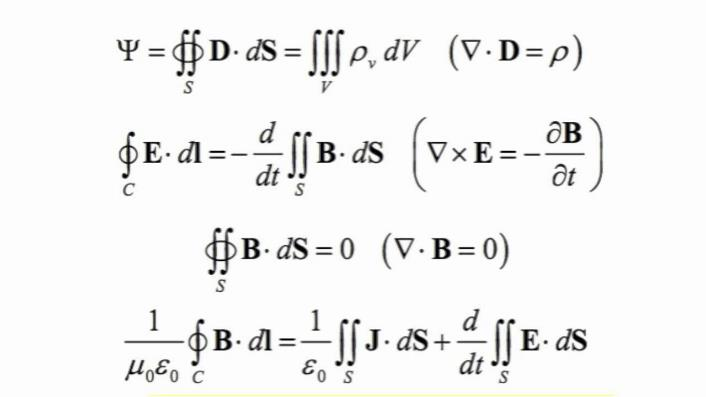 Ψ = ∯_S D · dS = ∭_V ρ_v dV (∇ · D = ρ)
∮_C E · dl = − d/dt ∬_S B · dS (∇ × E = − ∂B/∂t)
∯_S B · dS = 0 (∇ · B = 0)
1/(μ₀ε₀) ∮_C B · dl = 1/ε₀ ∬_S J · dS + d/dt ∬_S E · dS